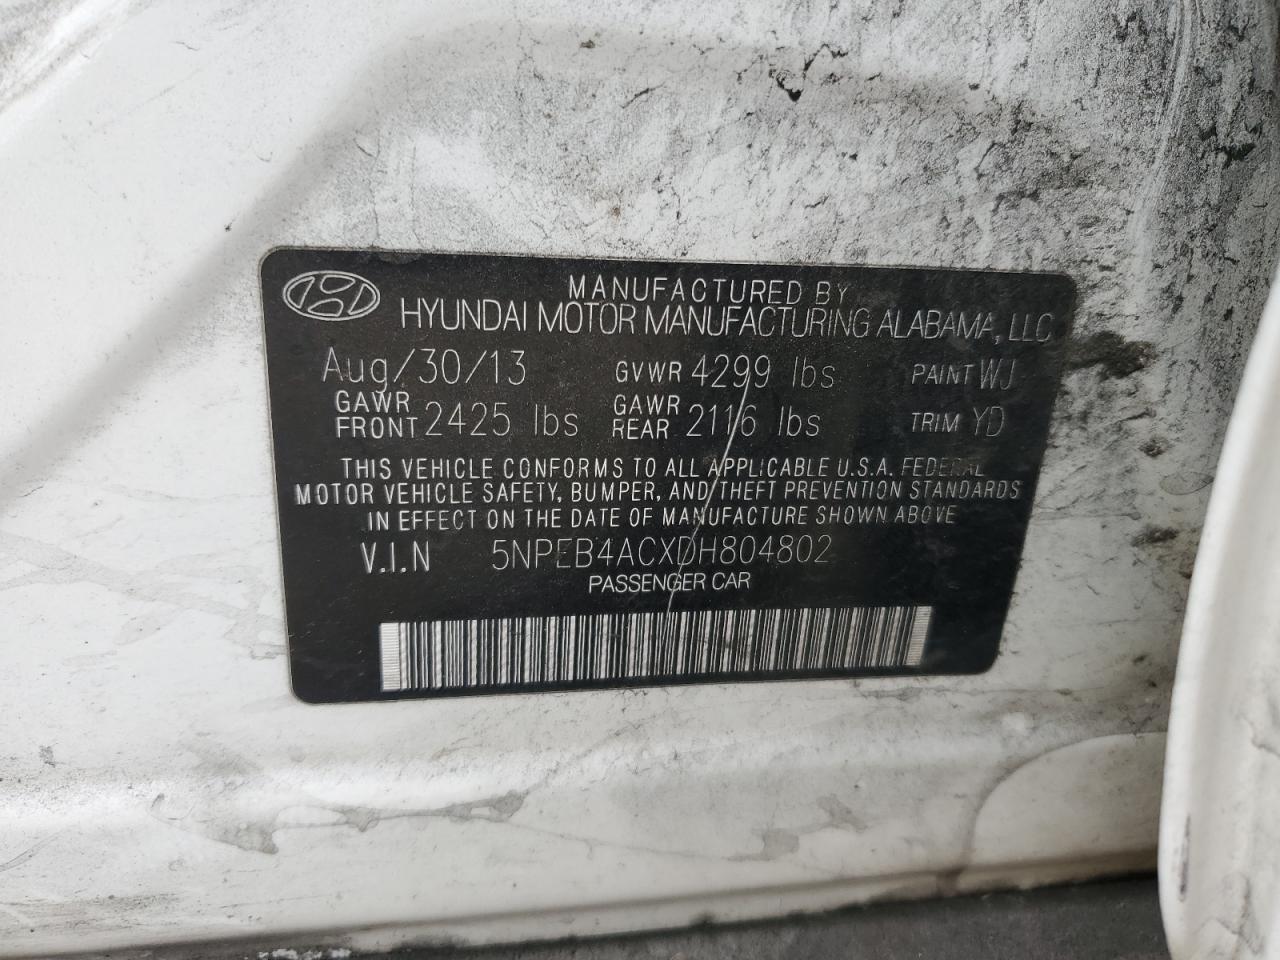 MANUFACTURED BY
HYUNDAI MOTOR MANUFACTURING ALABAMA, LLC
Aug/30/13 GVWR 4299 lbs PAINT WJ
GAWR FRONT 2425 lbs GAWR REAR 2116 lbs TRIM YD
THIS VEHICLE CONFORMS TO ALL APPLICABLE U.S.A. FEDERAL
MOTOR VEHICLE SAFETY, BUMPER, AND THEFT PREVENTION STANDARDS
IN EFFECT ON THE DATE OF MANUFACTURE SHOWN ABOVE
V.I.N 5NPEB4ACXDH804802
PASSENGER CAR